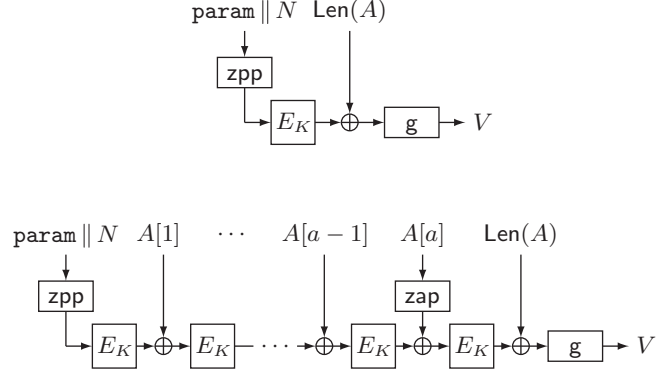 param ∥ N Len(A)
zpp
E_K ⊕ g V
param ∥ N A[1] ⋯ A[a − 1] A[a] Len(A)
zpp zap
E_K ⊕ E_K ⋯ ⊕ E_K ⊕ E_K ⊕ g V